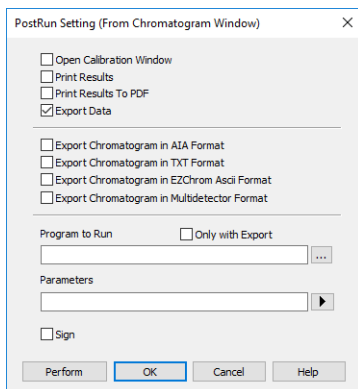 PostRun Setting (From Chromatogram Window)
Open Calibration Window
Print Results
Print Results To PDF
Export Data
Export Chromatogram in AIA Format
Export Chromatogram in TXT Format
Export Chromatogram in EZChrom Ascii Format
Export Chromatogram in Multidetector Format
Program to Run Only with Export
...
Parameters
Sign
Perform OK Cancel Help